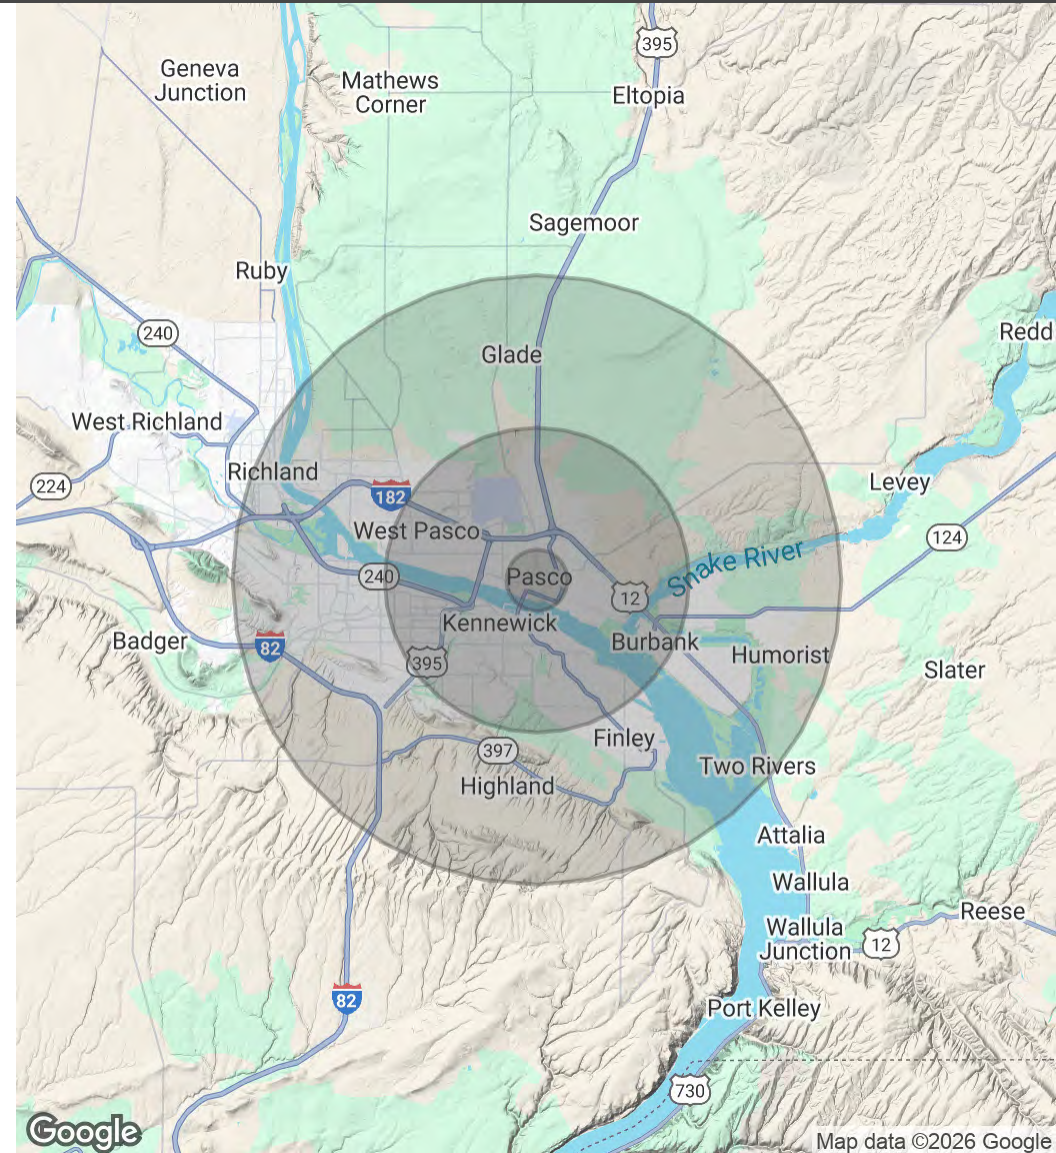 395
Geneva
Junction
Mathews
Corner
Eltopia
Sagemoor
Ruby
240
Redd
Glade
West Richland
Richland
224
182
Levey
West Pasco
124
Snake River
240
Pasco
12
Kennewick
Badger
82
395
Burbank
Humorist
Slater
Finley
397
Two Rivers
Highland
Attalia
Wallula
Reese
Wallula
Junction
12
82
Port Kelley
730
Google
Map data ©2026 Google